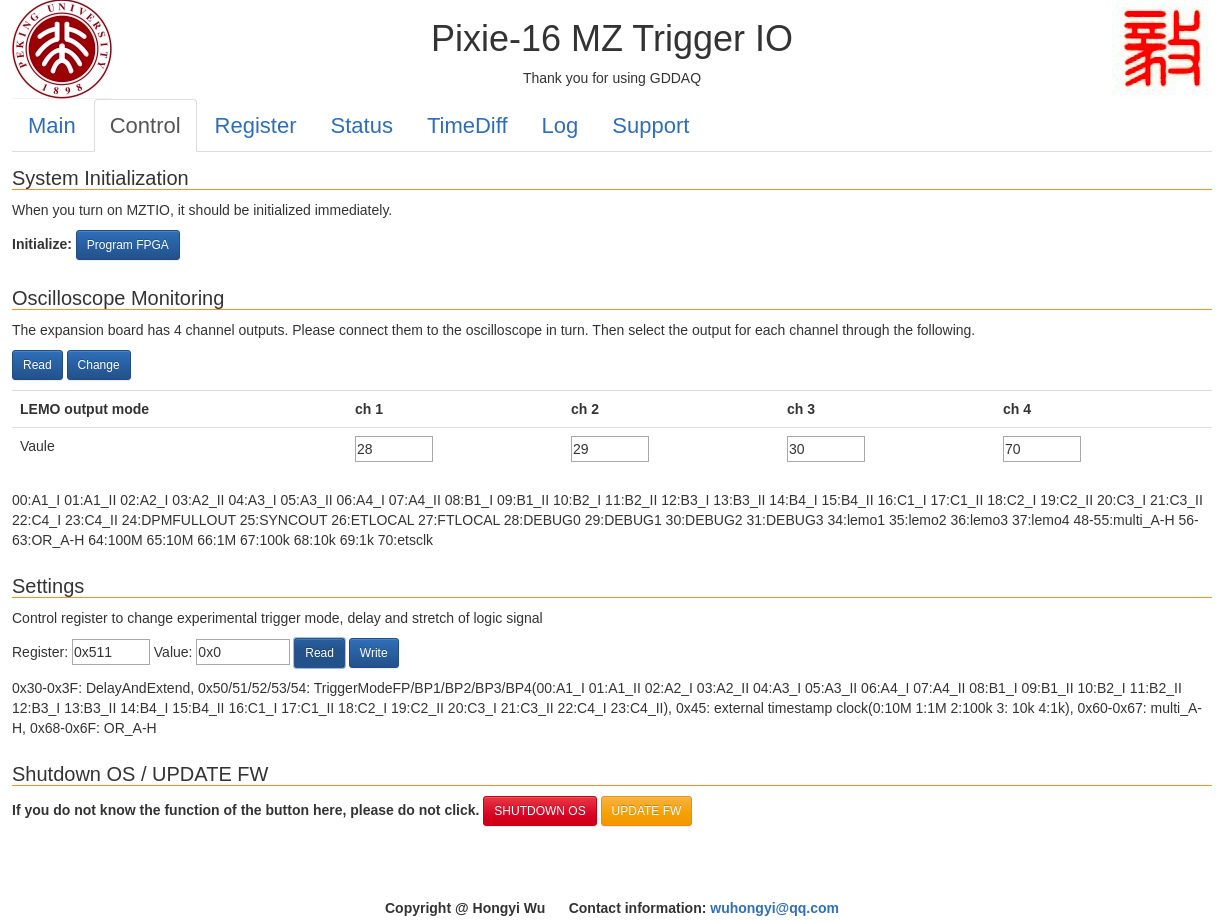 PEKING UNIVERSITY
1898
Pixie-16 MZ Trigger IO
Thank you for using GDDAQ
Main Control Register Status TimeDiff Log Support
System Initialization
When you turn on MZTIO, it should be initialized immediately.
Initialize: Program FPGA
Oscilloscope Monitoring
The expansion board has 4 channel outputs. Please connect them to the oscilloscope in turn. Then select the output for each channel through the following.
Read Change
LEMO output mode ch 1 ch 2 ch 3 ch 4
Vaule 28 29 30 70
00:A1_I 01:A1_II 02:A2_I 03:A2_II 04:A3_I 05:A3_II 06:A4_I 07:A4_II 08:B1_I 09:B1_II 10:B2_I 11:B2_II 12:B3_I 13:B3_II 14:B4_I 15:B4_II 16:C1_I 17:C1_II 18:C2_I 19:C2_II 20:C3_I 21:C3_II
22:C4_I 23:C4_II 24:DPMFULLOUT 25:SYNCOUT 26:ETLOCAL 27:FTLOCAL 28:DEBUG0 29:DEBUG1 30:DEBUG2 31:DEBUG3 34:lemo1 35:lemo2 36:lemo3 37:lemo4 48-55:multi_A-H 56-
63:OR_A-H 64:100M 65:10M 66:1M 67:100k 68:10k 69:1k 70:etsclk
Settings
Control register to change experimental trigger mode, delay and stretch of logic signal
Register: 0x511 Value: 0x0 Read Write
0x30-0x3F: DelayAndExtend, 0x50/51/52/53/54: TriggerModeFP/BP1/BP2/BP3/BP4(00:A1_I 01:A1_II 02:A2_I 03:A2_II 04:A3_I 05:A3_II 06:A4_I 07:A4_II 08:B1_I 09:B1_II 10:B2_I 11:B2_II
12:B3_I 13:B3_II 14:B4_I 15:B4_II 16:C1_I 17:C1_II 18:C2_I 19:C2_II 20:C3_I 21:C3_II 22:C4_I 23:C4_II), 0x45: external timestamp clock(0:10M 1:1M 2:100k 3: 10k 4:1k), 0x60-0x67: multi_A-
H, 0x68-0x6F: OR_A-H
Shutdown OS / UPDATE FW
If you do not know the function of the button here, please do not click. SHUTDOWN OS UPDATE FW
Copyright @ Hongyi Wu Contact information: wuhongyi@qq.com